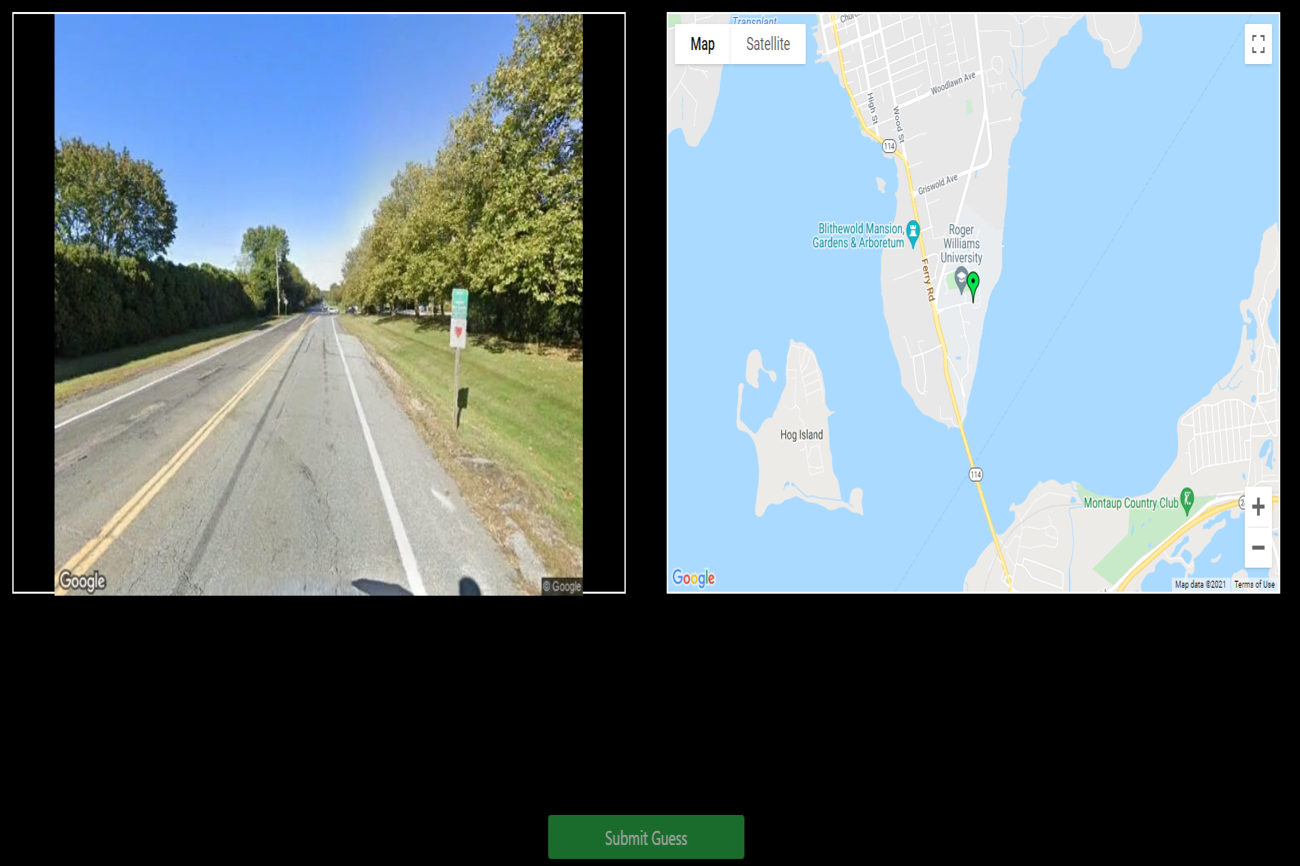 Google
© Google
Transplant
Church
Map
Satellite
High St
Wood St
Woodlawn Ave
114
Griswold Ave
Blithewold Mansion,
Gardens & Arboretum
Roger
Williams
University
Ferry Rd
Hog Island
114
Montaup Country Club
+
−
Google
Map data ©2021
Terms of Use
Submit Guess